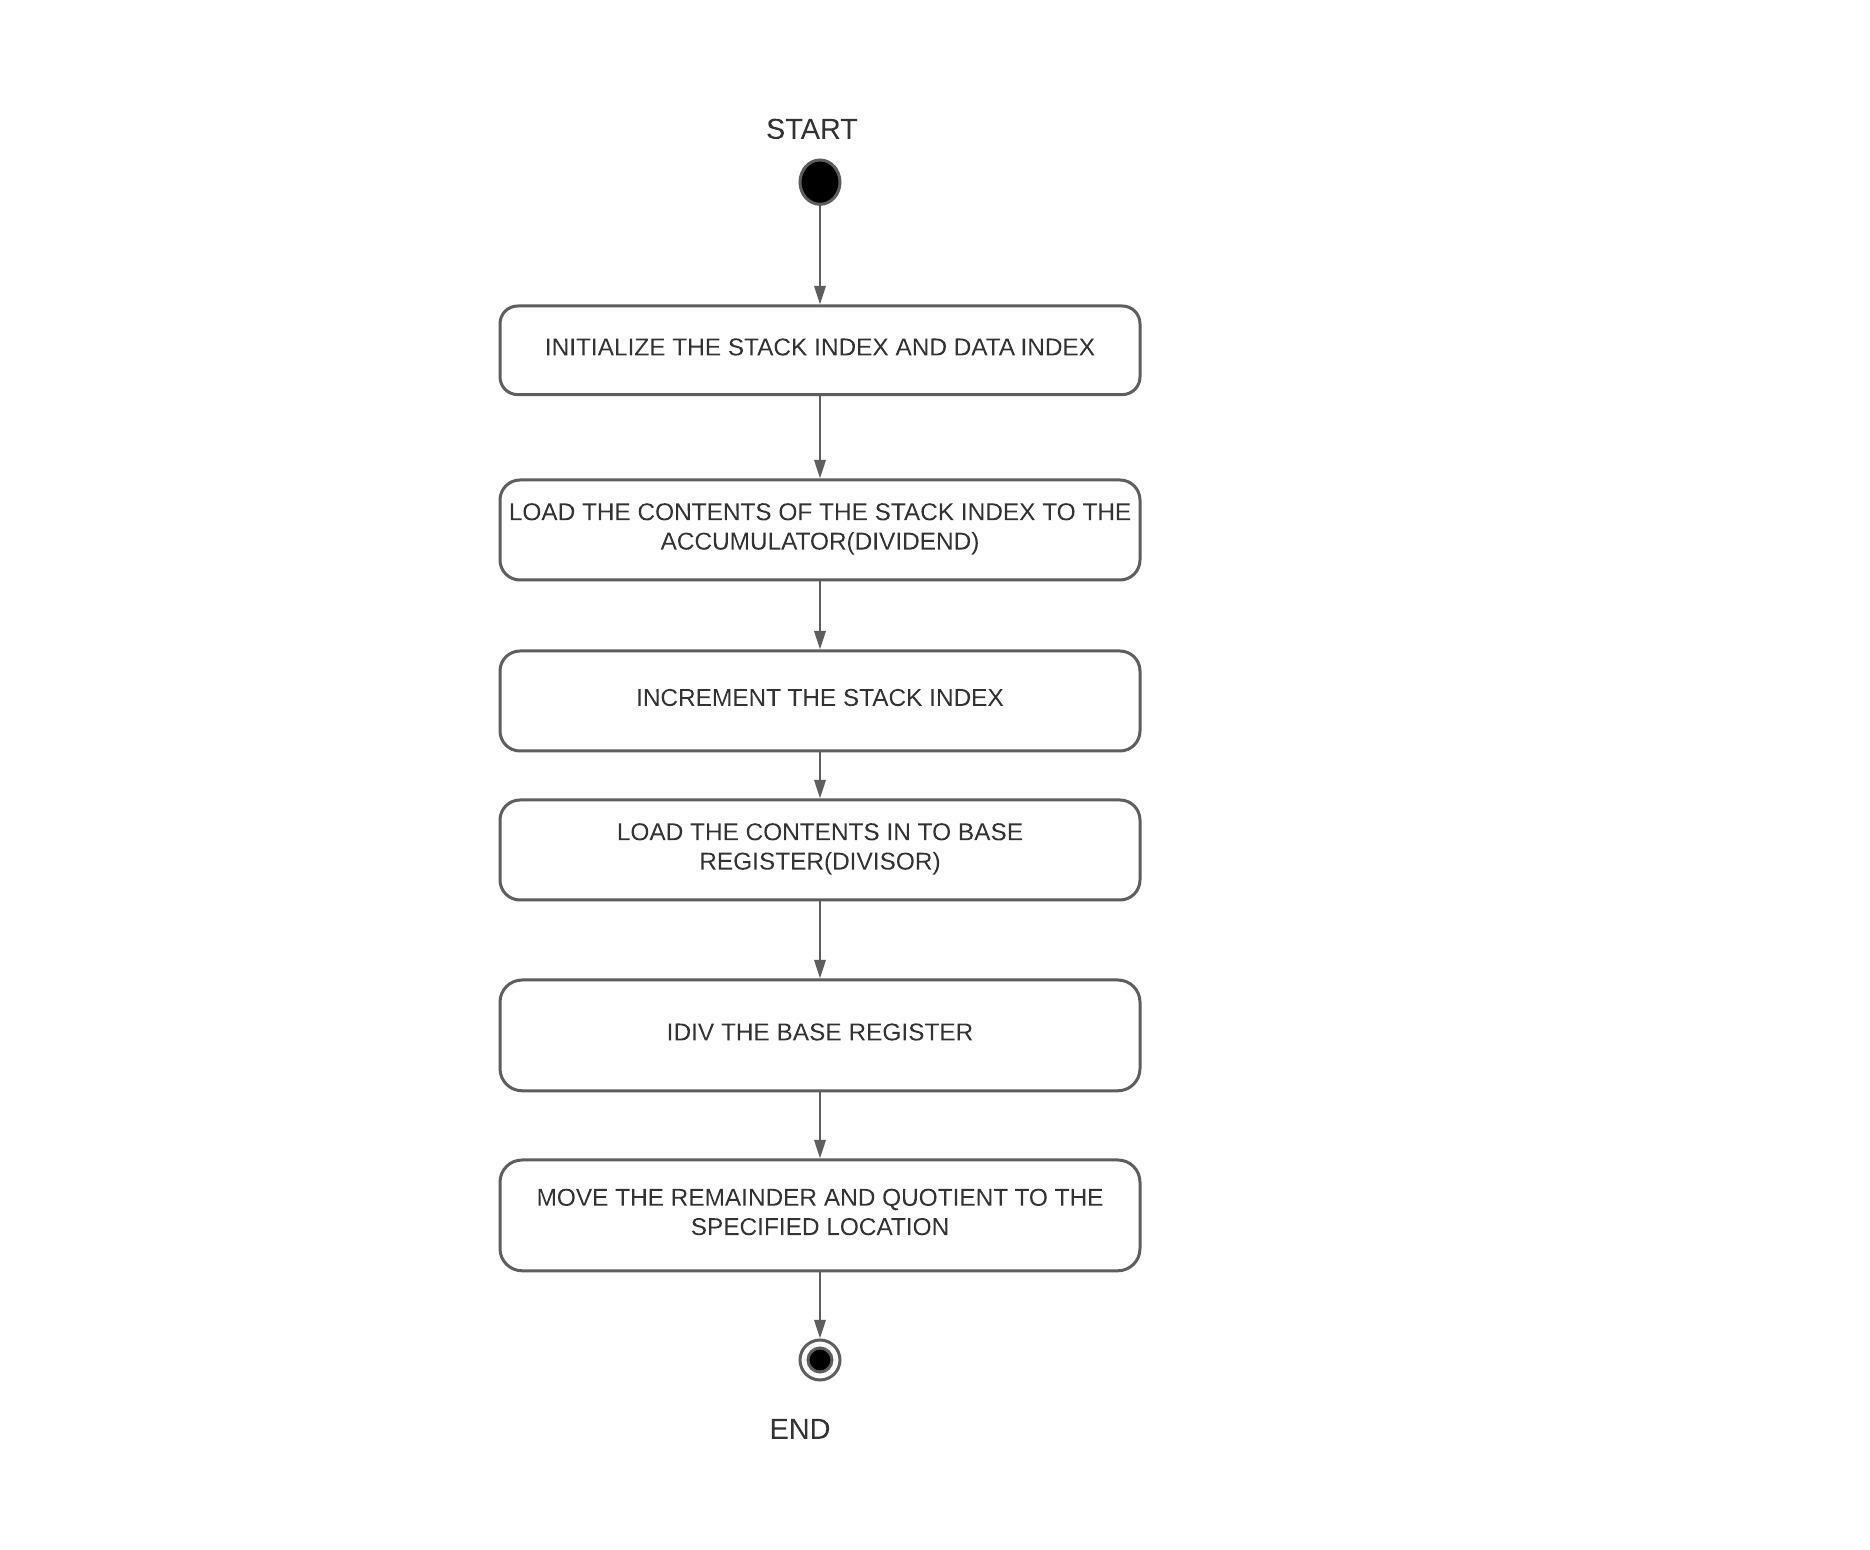 START
INITIALIZE THE STACK INDEX AND DATA INDEX
LOAD THE CONTENTS OF THE STACK INDEX TO THE
ACCUMULATOR(DIVIDEND)
INCREMENT THE STACK INDEX
LOAD THE CONTENTS IN TO BASE
REGISTER(DIVISOR)
IDIV THE BASE REGISTER
MOVE THE REMAINDER AND QUOTIENT TO THE
SPECIFIED LOCATION
END